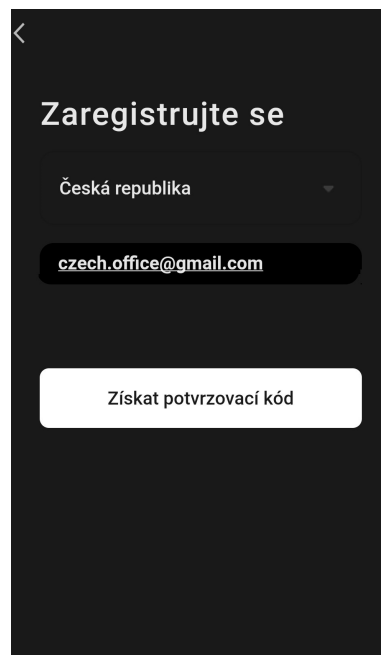 Zaregistrujte se
Česká republika
czech.office@gmail.com
Získat potvrzovací kód